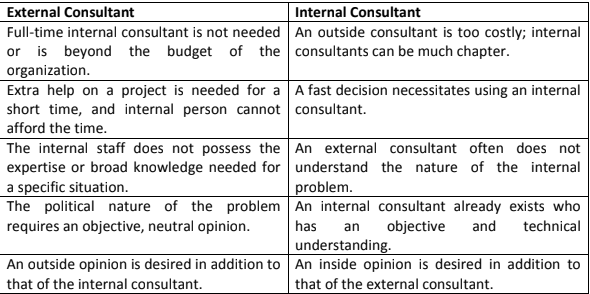 External Consultant
Internal Consultant
Full-time internal consultant is not needed
or is beyond the budget of the
organization.
An outside consultant is too costly; internal
consultants can be much chapter.
Extra help on a project is needed for a
short time, and internal person cannot
afford the time.
A fast decision necessitates using an internal
consultant.
The internal staff does not possess the
expertise or broad knowledge needed for
a specific situation.
An external consultant often does not
understand the nature of the internal
problem.
The political nature of the problem
requires an objective, neutral opinion.
An internal consultant already exists who
has an objective and technical
understanding.
An outside opinion is desired in addition to
that of the internal consultant.
An inside opinion is desired in addition to
that of the external consultant.